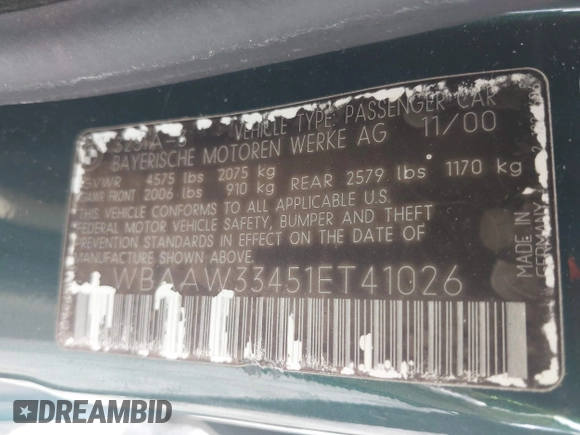 VEHICLE TYPE: PASSENGER CAR
BAYERISCHE MOTOREN WERKE AG 11/00
GVWR 4575 lbs 2075 kg
GAWR FRONT 2006 lbs 910 kg REAR 2579 lbs 1170 kg
THIS VEHICLE CONFORMS TO ALL APPLICABLE U.S.
FEDERAL MOTOR VEHICLE SAFETY, BUMPER AND THEFT
PREVENTION STANDARDS IN EFFECT ON THE DATE OF
MANUFACTURE
WBAAW33451ET41026
MADE IN
GERMANY
DREAMBID